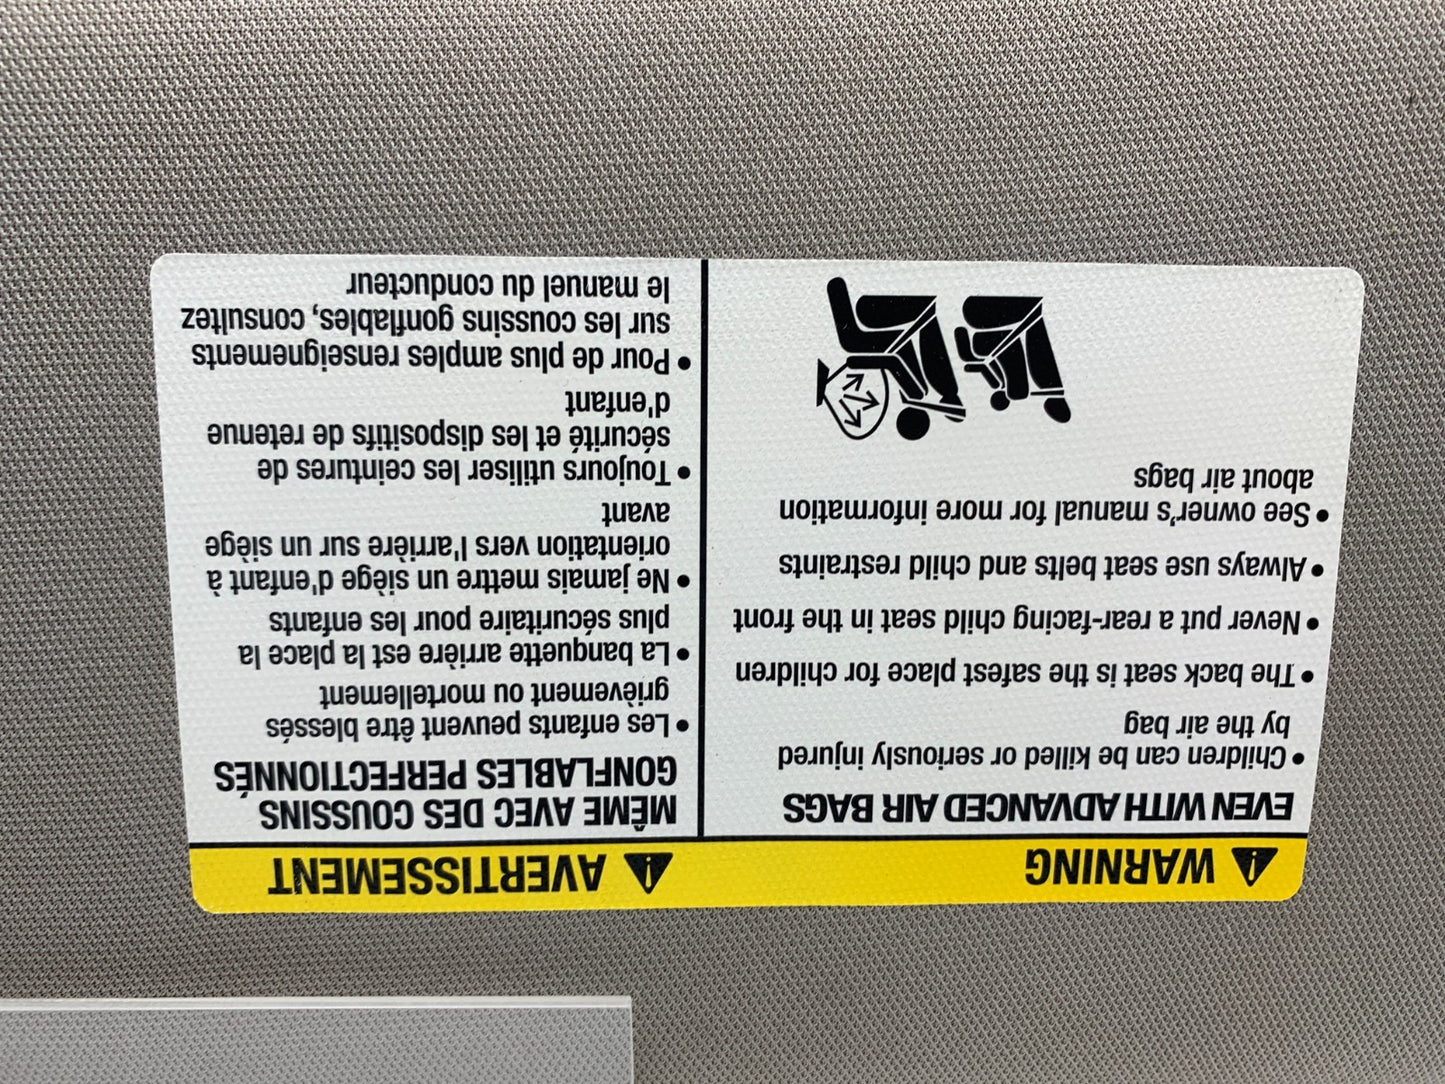 ⚠ WARNING
EVEN WITH ADVANCED AIR BAGS
• Children can be killed or seriously injured
by the air bag
• The back seat is the safest place for children
• Never put a rear-facing child seat in the front
• Always use seat belts and child restraints
• See owner's manual for more information
about air bags
⚠ AVERTISSEMENT
MÊME AVEC DES COUSSINS
GONFLABLES PERFECTIONNÉS
• Les enfants peuvent être blessés
grièvement ou mortellement
• La banquette arrière est la place la
plus sécuritaire pour les enfants
• Ne jamais mettre un siège d'enfant à
orientation vers l'arrière sur un siège
avant
• Toujours utiliser les ceintures de
sécurité et les dispositifs de retenue
d'enfant
• Pour de plus amples renseignements
sur les coussins gonflables, consultez
le manuel du conducteur